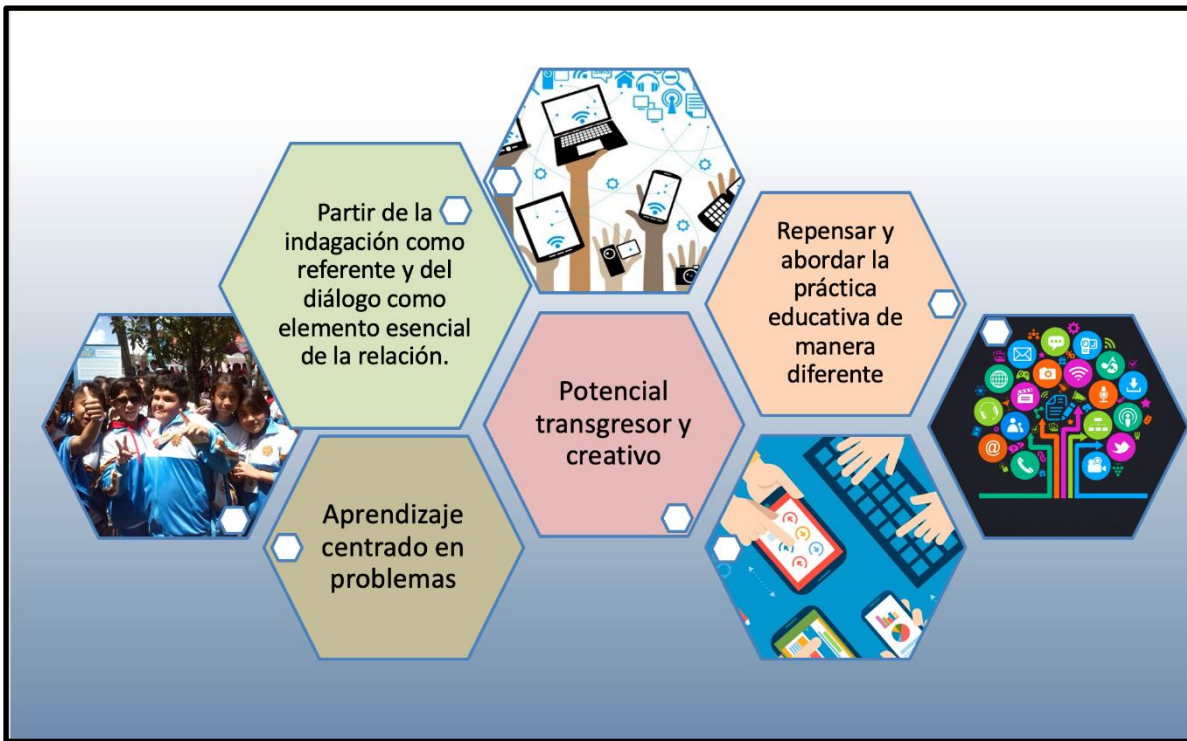 Partir de la
indagación como
referente y del
diálogo como
elemento esencial
de la relación.
Aprendizaje
centrado en
problemas
Potencial
transgresor y
creativo
Repensar y
abordar la
práctica
educativa de
manera
diferente
SMS
@